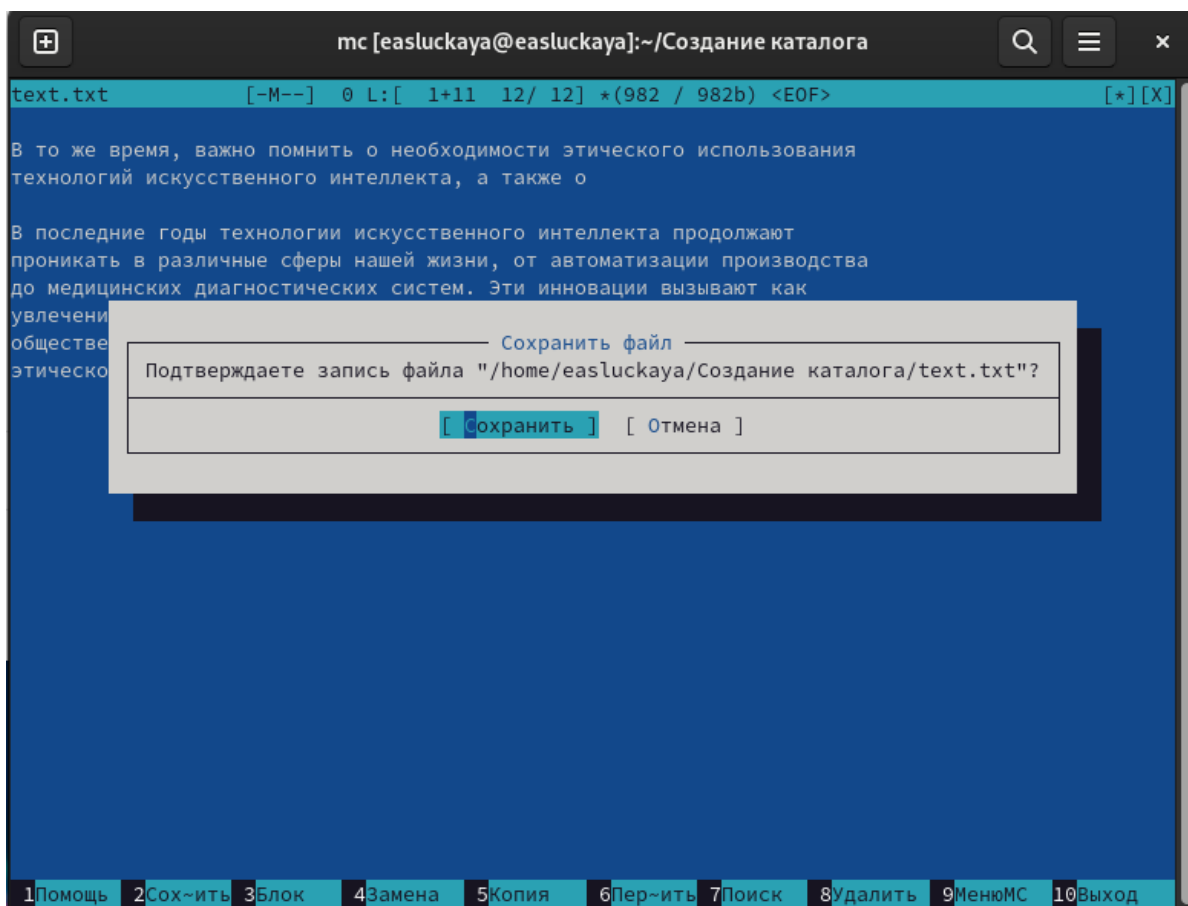 mc [easluckaya@easluckaya]:~/Создание каталога
text.txt [-M--] 0 L:[ 1+11 12/ 12] *(982 / 982b) <EOF> [*][X]
В то же время, важно помнить о необходимости этического использования
технологий искусственного интеллекта, а также о
В последние годы технологии искусственного интеллекта продолжают
проникать в различные сферы нашей жизни, от автоматизации производства
до медицинских диагностических систем. Эти инновации вызывают как
увлечени
обществе
этическо
Сохранить файл
Подтверждаете запись файла "/home/easluckaya/Создание каталога/text.txt"?
[ Сохранить ] [ Отмена ]
1Помощь 2Сох~ить 3Блок 4Замена 5Копия 6Пер~ить 7Поиск 8Удалить 9МенюМС 10Выход